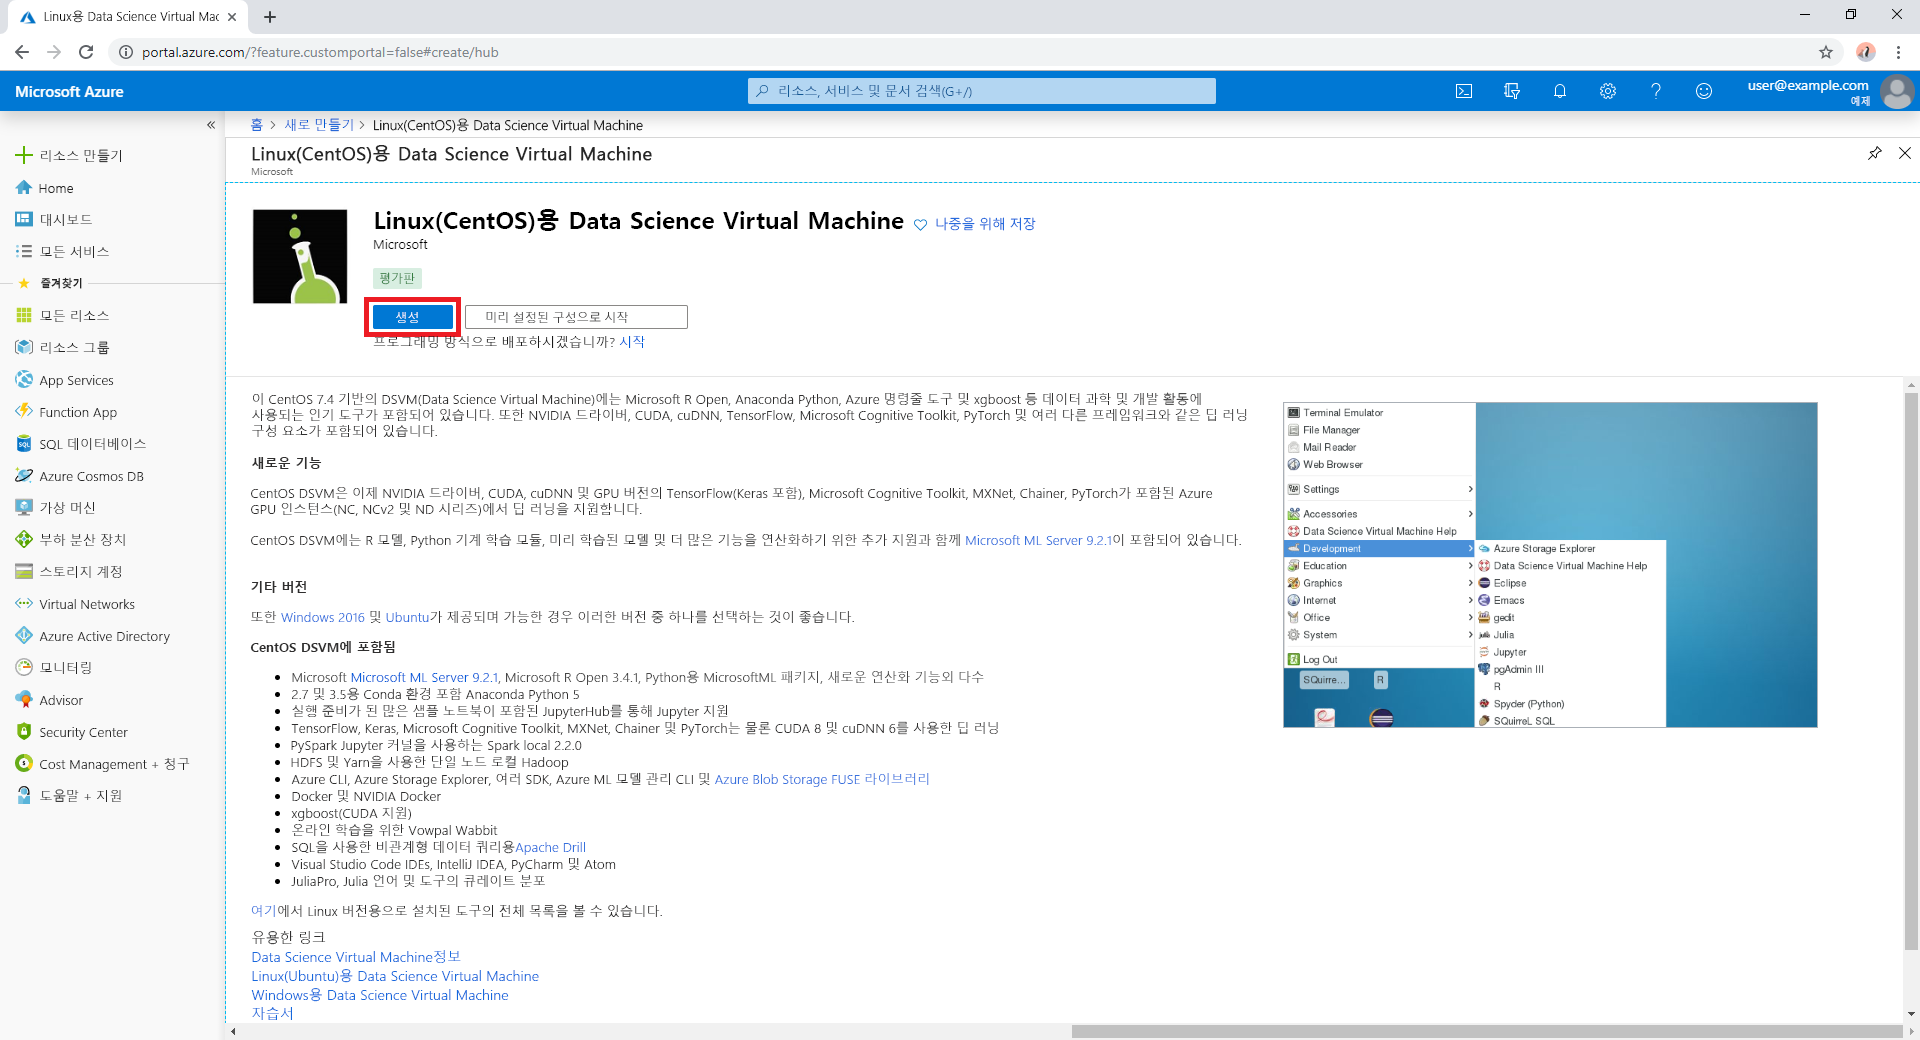 Linux용 Data Science Virtual Mac
portal.azure.com/?feature.customportal=false#create/hub
Microsoft Azure
리소스, 서비스 및 문서 검색(G+/)
user@example.com
예제
홈 > 새로 만들기 > Linux(CentOS)용 Data Science Virtual Machine
Linux(CentOS)용 Data Science Virtual Machine
Microsoft
리소스 만들기
Home
대시보드
모든 서비스
즐겨찾기
모든 리소스
리소스 그룹
App Services
Function App
SQL 데이터베이스
Azure Cosmos DB
가상 머신
부하 분산 장치
스토리지 계정
Virtual Networks
Azure Active Directory
모니터링
Advisor
Security Center
Cost Management + 청구
도움말 + 지원
Linux(CentOS)용 Data Science Virtual Machine
나중을 위해 저장
Microsoft
평가판
생성
미리 설정된 구성으로 시작
프로그래밍 방식으로 배포하시겠습니까? 시작
이 CentOS 7.4 기반의 DSVM(Data Science Virtual Machine)에는 Microsoft R Open, Anaconda Python, Azure 명령줄 도구 및 xgboost 등 데이터 과학 및 개발 활동에
사용되는 인기 도구가 포함되어 있습니다. 또한 NVIDIA 드라이버, CUDA, cuDNN, TensorFlow, Microsoft Cognitive Toolkit, PyTorch 및 여러 다른 프레임워크와 같은 딥 러닝
구성 요소가 포함되어 있습니다.
새로운 기능
CentOS DSVM은 이제 NVIDIA 드라이버, CUDA, cuDNN 및 GPU 버전의 TensorFlow(Keras 포함), Microsoft Cognitive Toolkit, MXNet, Chainer, PyTorch가 포함된 Azure
GPU 인스턴스(NC, NCv2 및 ND 시리즈)에서 딥 러닝을 지원합니다.
CentOS DSVM에는 R 모델, Python 기계 학습 모듈, 미리 학습된 모델 및 더 많은 기능을 연산화하기 위한 추가 지원과 함께 Microsoft ML Server 9.2.1이 포함되어 있습니다.
기타 버전
또한 Windows 2016 및 Ubuntu가 제공되며 가능한 경우 이러한 버전 중 하나를 선택하는 것이 좋습니다.
CentOS DSVM에 포함됨
Microsoft Microsoft ML Server 9.2.1, Microsoft R Open 3.4.1, Python용 MicrosoftML 패키지, 새로운 연산화 기능외 다수
2.7 및 3.5용 Conda 환경 포함 Anaconda Python 5
실행 준비가 된 많은 샘플 노트북이 포함된 JupyterHub를 통해 Jupyter 지원
TensorFlow, Keras, Microsoft Cognitive Toolkit, MXNet, Chainer 및 PyTorch는 물론 CUDA 8 및 cuDNN 6를 사용한 딥 러닝
PySpark Jupyter 커널을 사용하는 Spark local 2.2.0
HDFS 및 Yarn을 사용한 단일 노드 로컬 Hadoop
Azure CLI, Azure Storage Explorer, 여러 SDK, Azure ML 모델 관리 CLI 및 Azure Blob Storage FUSE 라이브러리
Docker 및 NVIDIA Docker
xgboost(CUDA 지원)
온라인 학습을 위한 Vowpal Wabbit
SQL을 사용한 비관계형 데이터 쿼리용Apache Drill
Visual Studio Code IDEs, IntelliJ IDEA, PyCharm 및 Atom
JuliaPro, Julia 언어 및 도구의 큐레이트 분포
여기에서 Linux 버전용으로 설치된 도구의 전체 목록을 볼 수 있습니다.
유용한 링크
Data Science Virtual Machine정보
Linux(Ubuntu)용 Data Science Virtual Machine
Windows용 Data Science Virtual Machine
자습서
Terminal Emulator
File Manager
Mail Reader
Web Browser
Settings
Accessories
Data Science Virtual Machine Help
Development
Education
Graphics
Internet
Office
System
Log Out
SQuirre...
R
Azure Storage Explorer
Data Science Virtual Machine Help
Eclipse
Emacs
gedit
Julia
Jupyter
pgAdmin III
R
Spyder (Python)
SQuirreL SQL